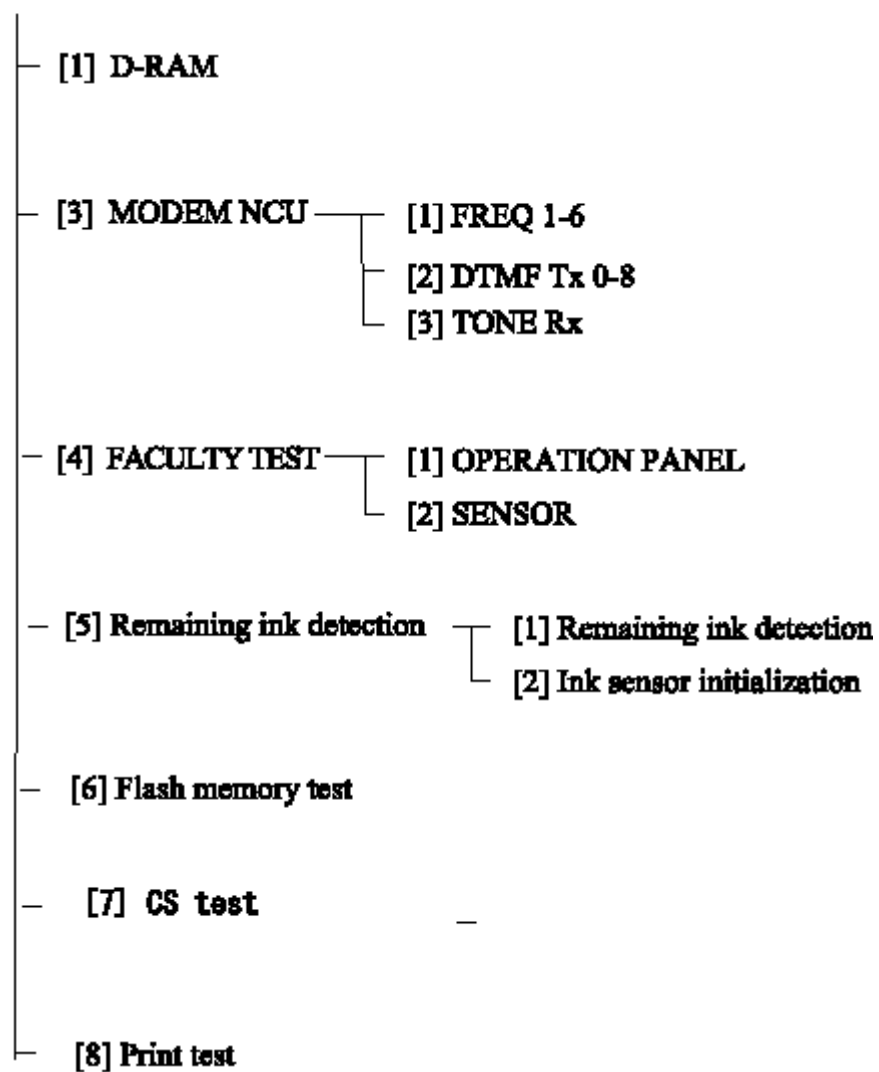 [1] D-RAM
[3] MODEM NCU
[1] FREQ 1-6
[2] DTMF Tx 0-8
[3] TONE Rx
[4] FACULTY TEST
[1] OPERATION PANEL
[2] SENSOR
[5] Remaining ink detection
[1] Remaining ink detection
[2] Ink sensor initialization
[6] Flash memory test
[7] CS test
[8] Print test